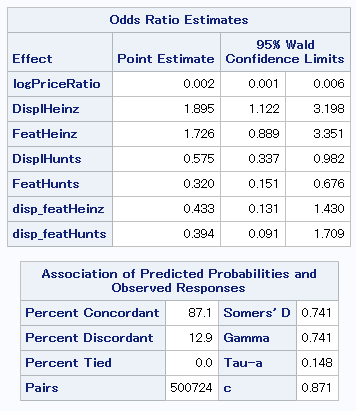 Odds Ratio Estimates
Effect Point Estimate 95% Wald Confidence Limits
logPriceRatio 0.002 0.001 0.006
DisplHeinz 1.895 1.122 3.198
FeatHeinz 1.726 0.889 3.351
DisplHunts 0.575 0.337 0.982
FeatHunts 0.320 0.151 0.676
disp_featHeinz 0.433 0.131 1.430
disp_featHunts 0.394 0.091 1.709
Association of Predicted Probabilities and
Observed Responses
Percent Concordant 87.1 Somers' D 0.741
Percent Discordant 12.9 Gamma 0.741
Percent Tied 0.0 Tau-a 0.148
Pairs 500724 c 0.871